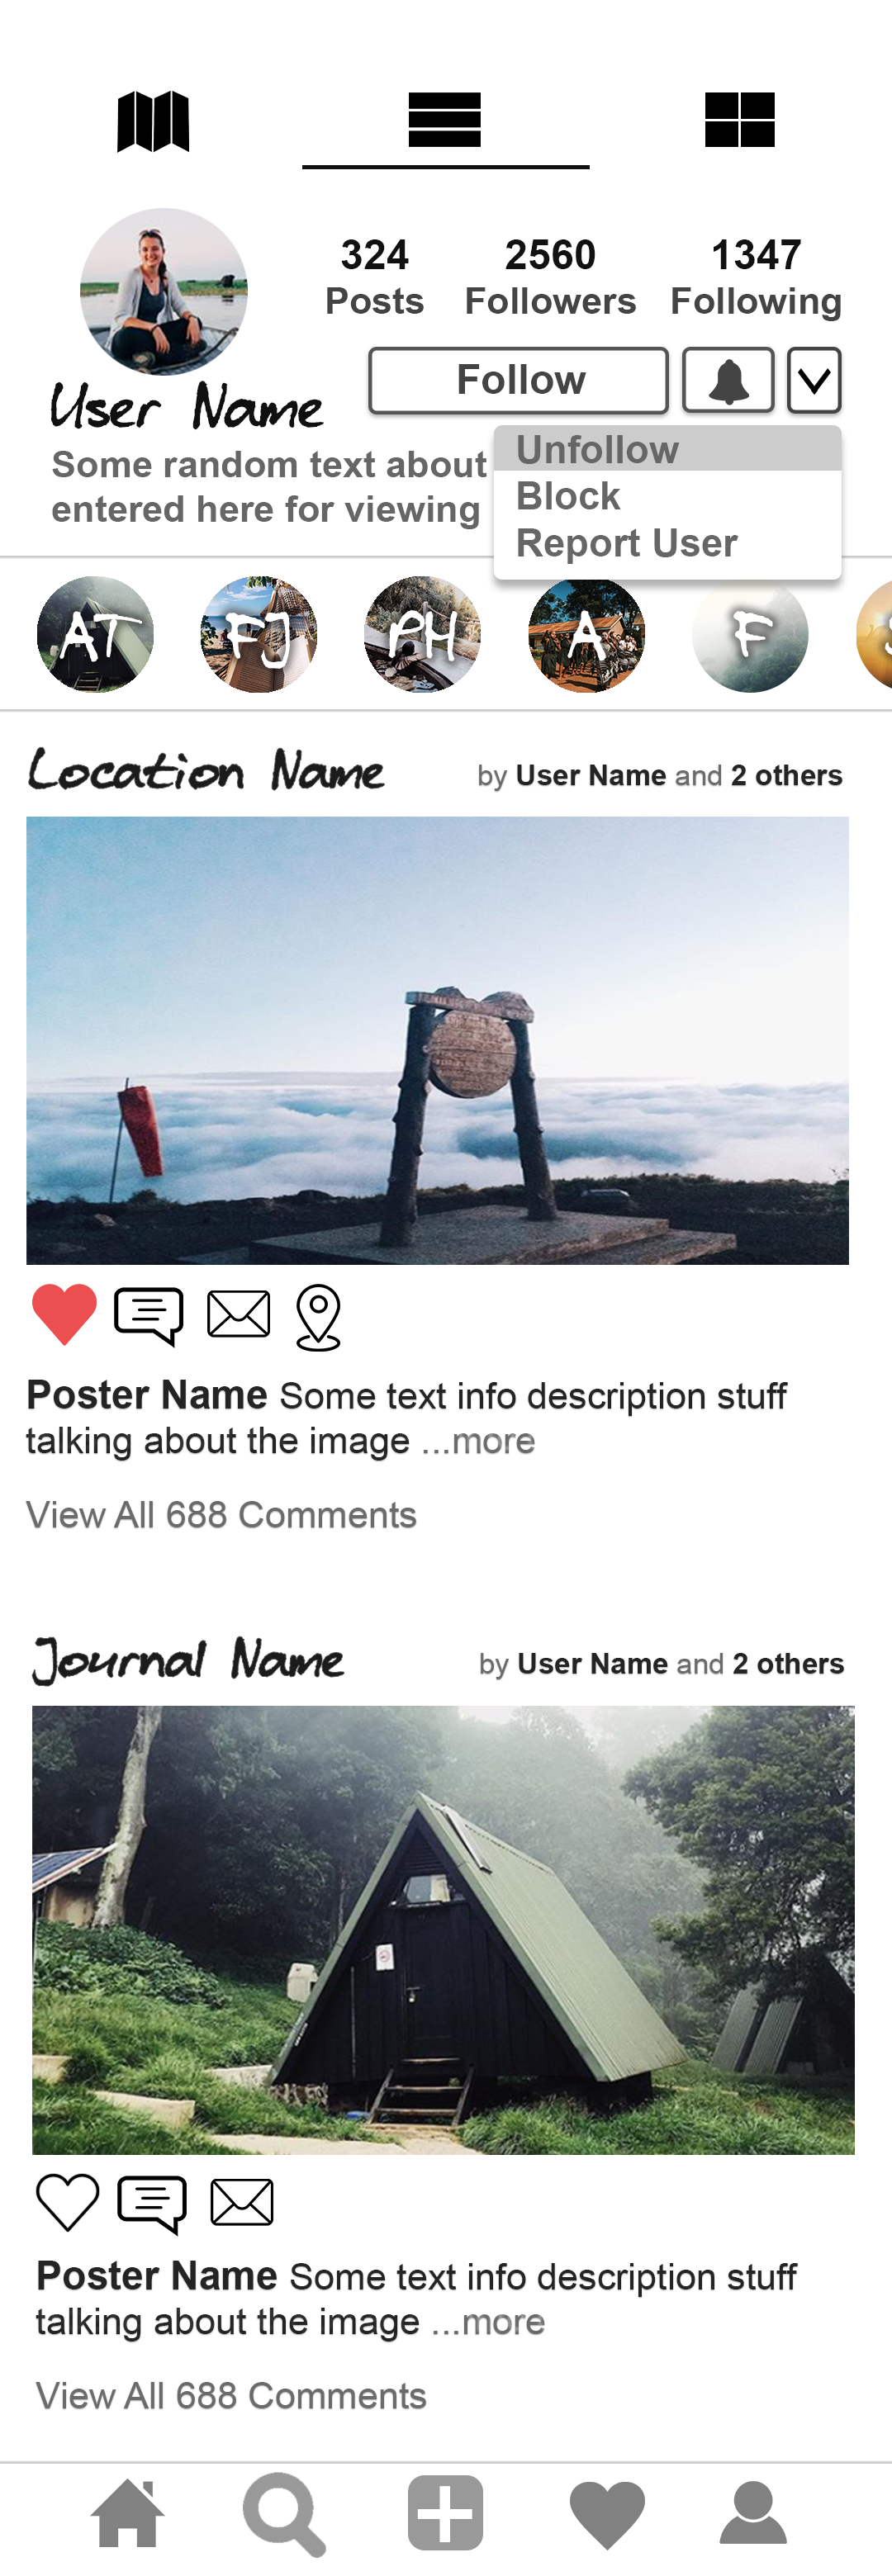 324 2560 1347
Posts Followers Following
Follow
User Name
Some random text about
entered here for viewing
Unfollow
Block
Report User
AT FJ PH A F S
Location Name by User Name and 2 others
Poster Name Some text info description stuff
talking about the image ...more
View All 688 Comments
Journal Name by User Name and 2 others
Poster Name Some text info description stuff
talking about the image ...more
View All 688 Comments